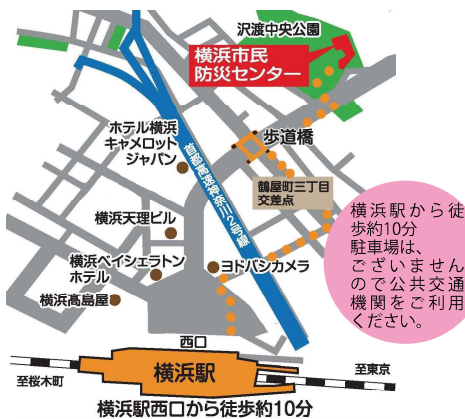 沢渡中央公園
横浜市民
防災センター
歩道橋
ホテル横浜
キャメロット
ジャパン
首都高速神奈川2号線
鶴屋町三丁目
交差点
横浜天理ビル
横浜ベイシェラトン
ホテル
ヨドバシカメラ
横浜髙島屋
横浜駅から徒
歩約10分
駐車場は、
ございません
ので公共交通
機関をご利用
ください。
西口
横浜駅
至桜木町
至東京
横浜駅西口から徒歩約10分